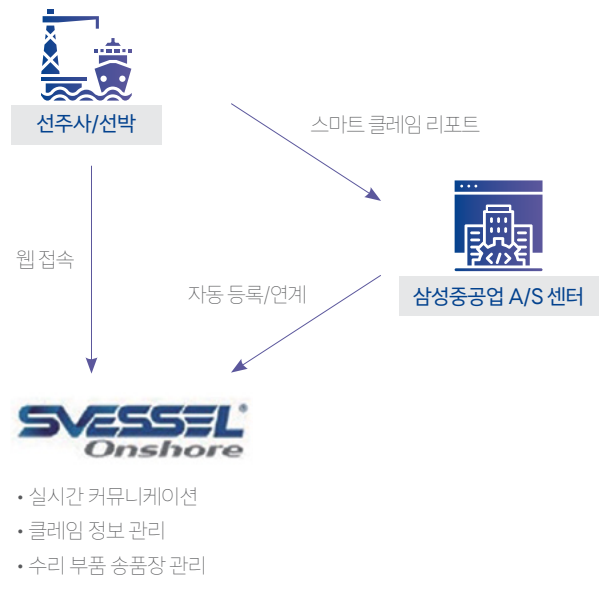 선주사/선박
스마트 클레임 리포트
웹 접속
자동 등록/연계
삼성중공업 A/S 센터
SVESSEL®
Onshore
• 실시간 커뮤니케이션
• 클레임 정보 관리
• 수리 부품 송품장 관리